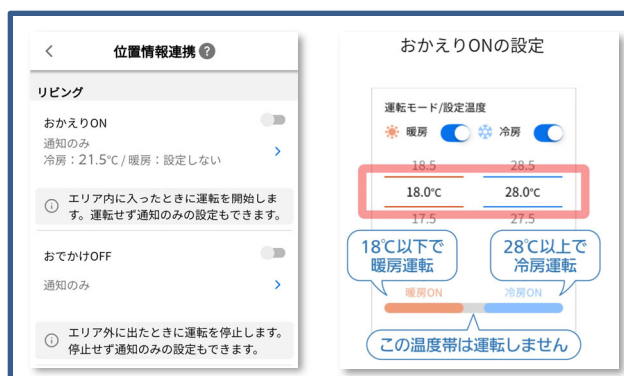 位置情報連携 ?
リビング
おかえりON
通知のみ
冷房：21.5℃ / 暖房：設定しない
エリア内に入ったときに運転を開始しま
す。運転せず通知のみの設定もできます。
おでかけOFF
通知のみ
エリア外に出たときに運転を停止します。
停止せず通知のみの設定もできます。
おかえりONの設定
運転モード/設定温度
暖房 冷房
18.5 28.5
18.0℃ 28.0℃
17.5 27.5
18℃以下で
暖房運転
28℃以上で
冷房運転
暖房ON 冷房ON
この温度帯は運転しません